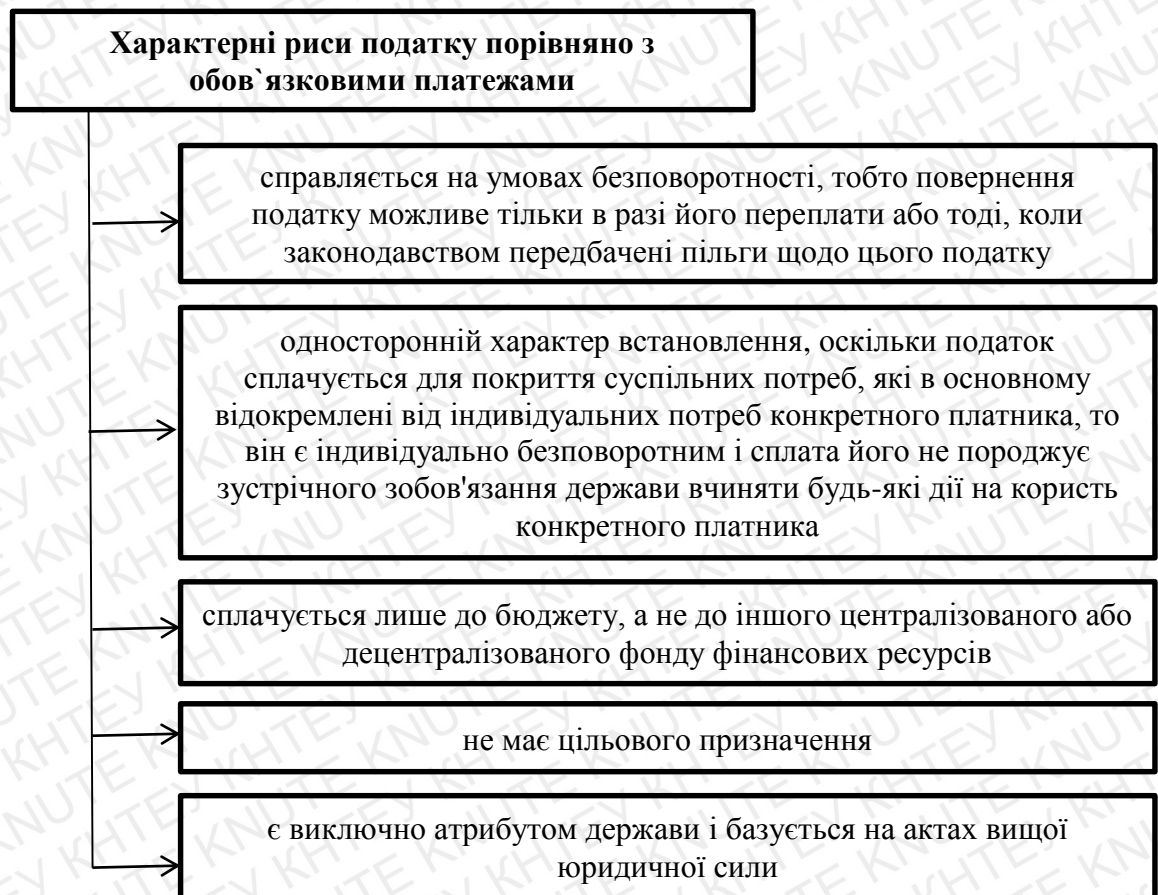 Характерні риси податку порівняно з
обов`язковими платежами
справляється на умовах безповоротності, тобто повернення
податку можливе тільки в разі його переплати або тоді, коли
законодавством передбачені пільги щодо цього податку
односторонній характер встановлення, оскільки податок
сплачується для покриття суспільних потреб, які в основному
відокремлені від індивідуальних потреб конкретного платника, то
він є індивідуально безповоротним і сплата його не породжує
зустрічного зобов'язання держави вчиняти будь-які дії на користь
конкретного платника
сплачується лише до бюджету, а не до іншого централізованого або
децентралізованого фонду фінансових ресурсів
не має цільового призначення
є виключно атрибутом держави і базується на актах вищої
юридичної сили